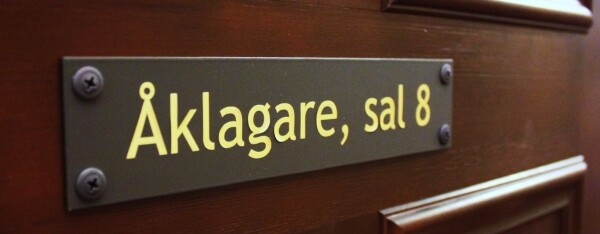 Åklagare, sal 8